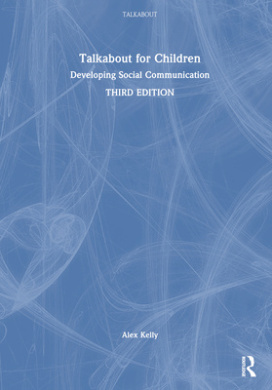 TALKABOUT
Talkabout for Children
Developing Social Communication
THIRD EDITION
Alex Kelly
R